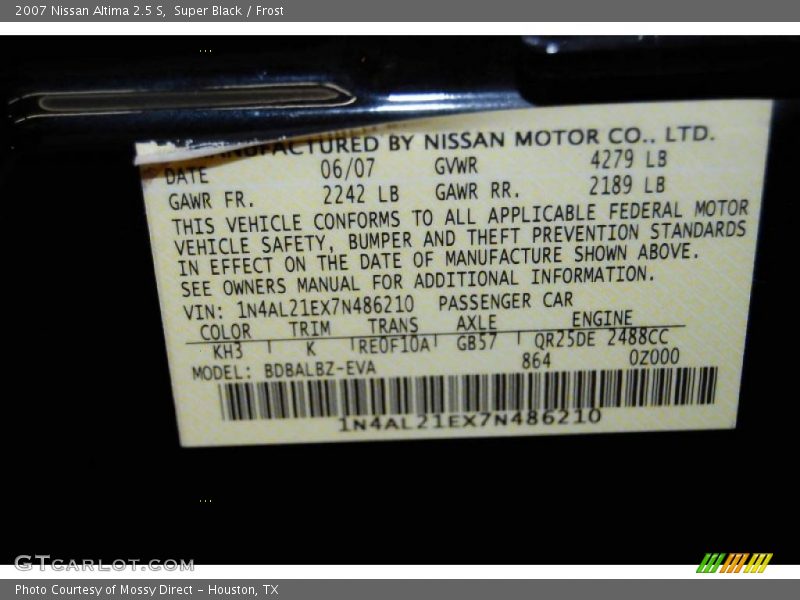 2007 Nissan Altima 2.5 S, Super Black / Frost
MANUFACTURED BY NISSAN MOTOR CO., LTD.
DATE 06/07 GVWR 4279 LB
GAWR FR. 2242 LB GAWR RR. 2189 LB
THIS VEHICLE CONFORMS TO ALL APPLICABLE FEDERAL MOTOR
VEHICLE SAFETY, BUMPER AND THEFT PREVENTION STANDARDS
IN EFFECT ON THE DATE OF MANUFACTURE SHOWN ABOVE.
SEE OWNERS MANUAL FOR ADDITIONAL INFORMATION.
VIN: 1N4AL21EX7N486210 PASSENGER CAR
COLOR TRIM TRANS AXLE ENGINE
KH3 K RE0F10A GB57 QR25DE 2488CC
MODEL: BDBALBZ-EVA 864 0Z000
1N4AL21EX7N486210
GTCARLOT.COM
Photo Courtesy of Mossy Direct - Houston, TX